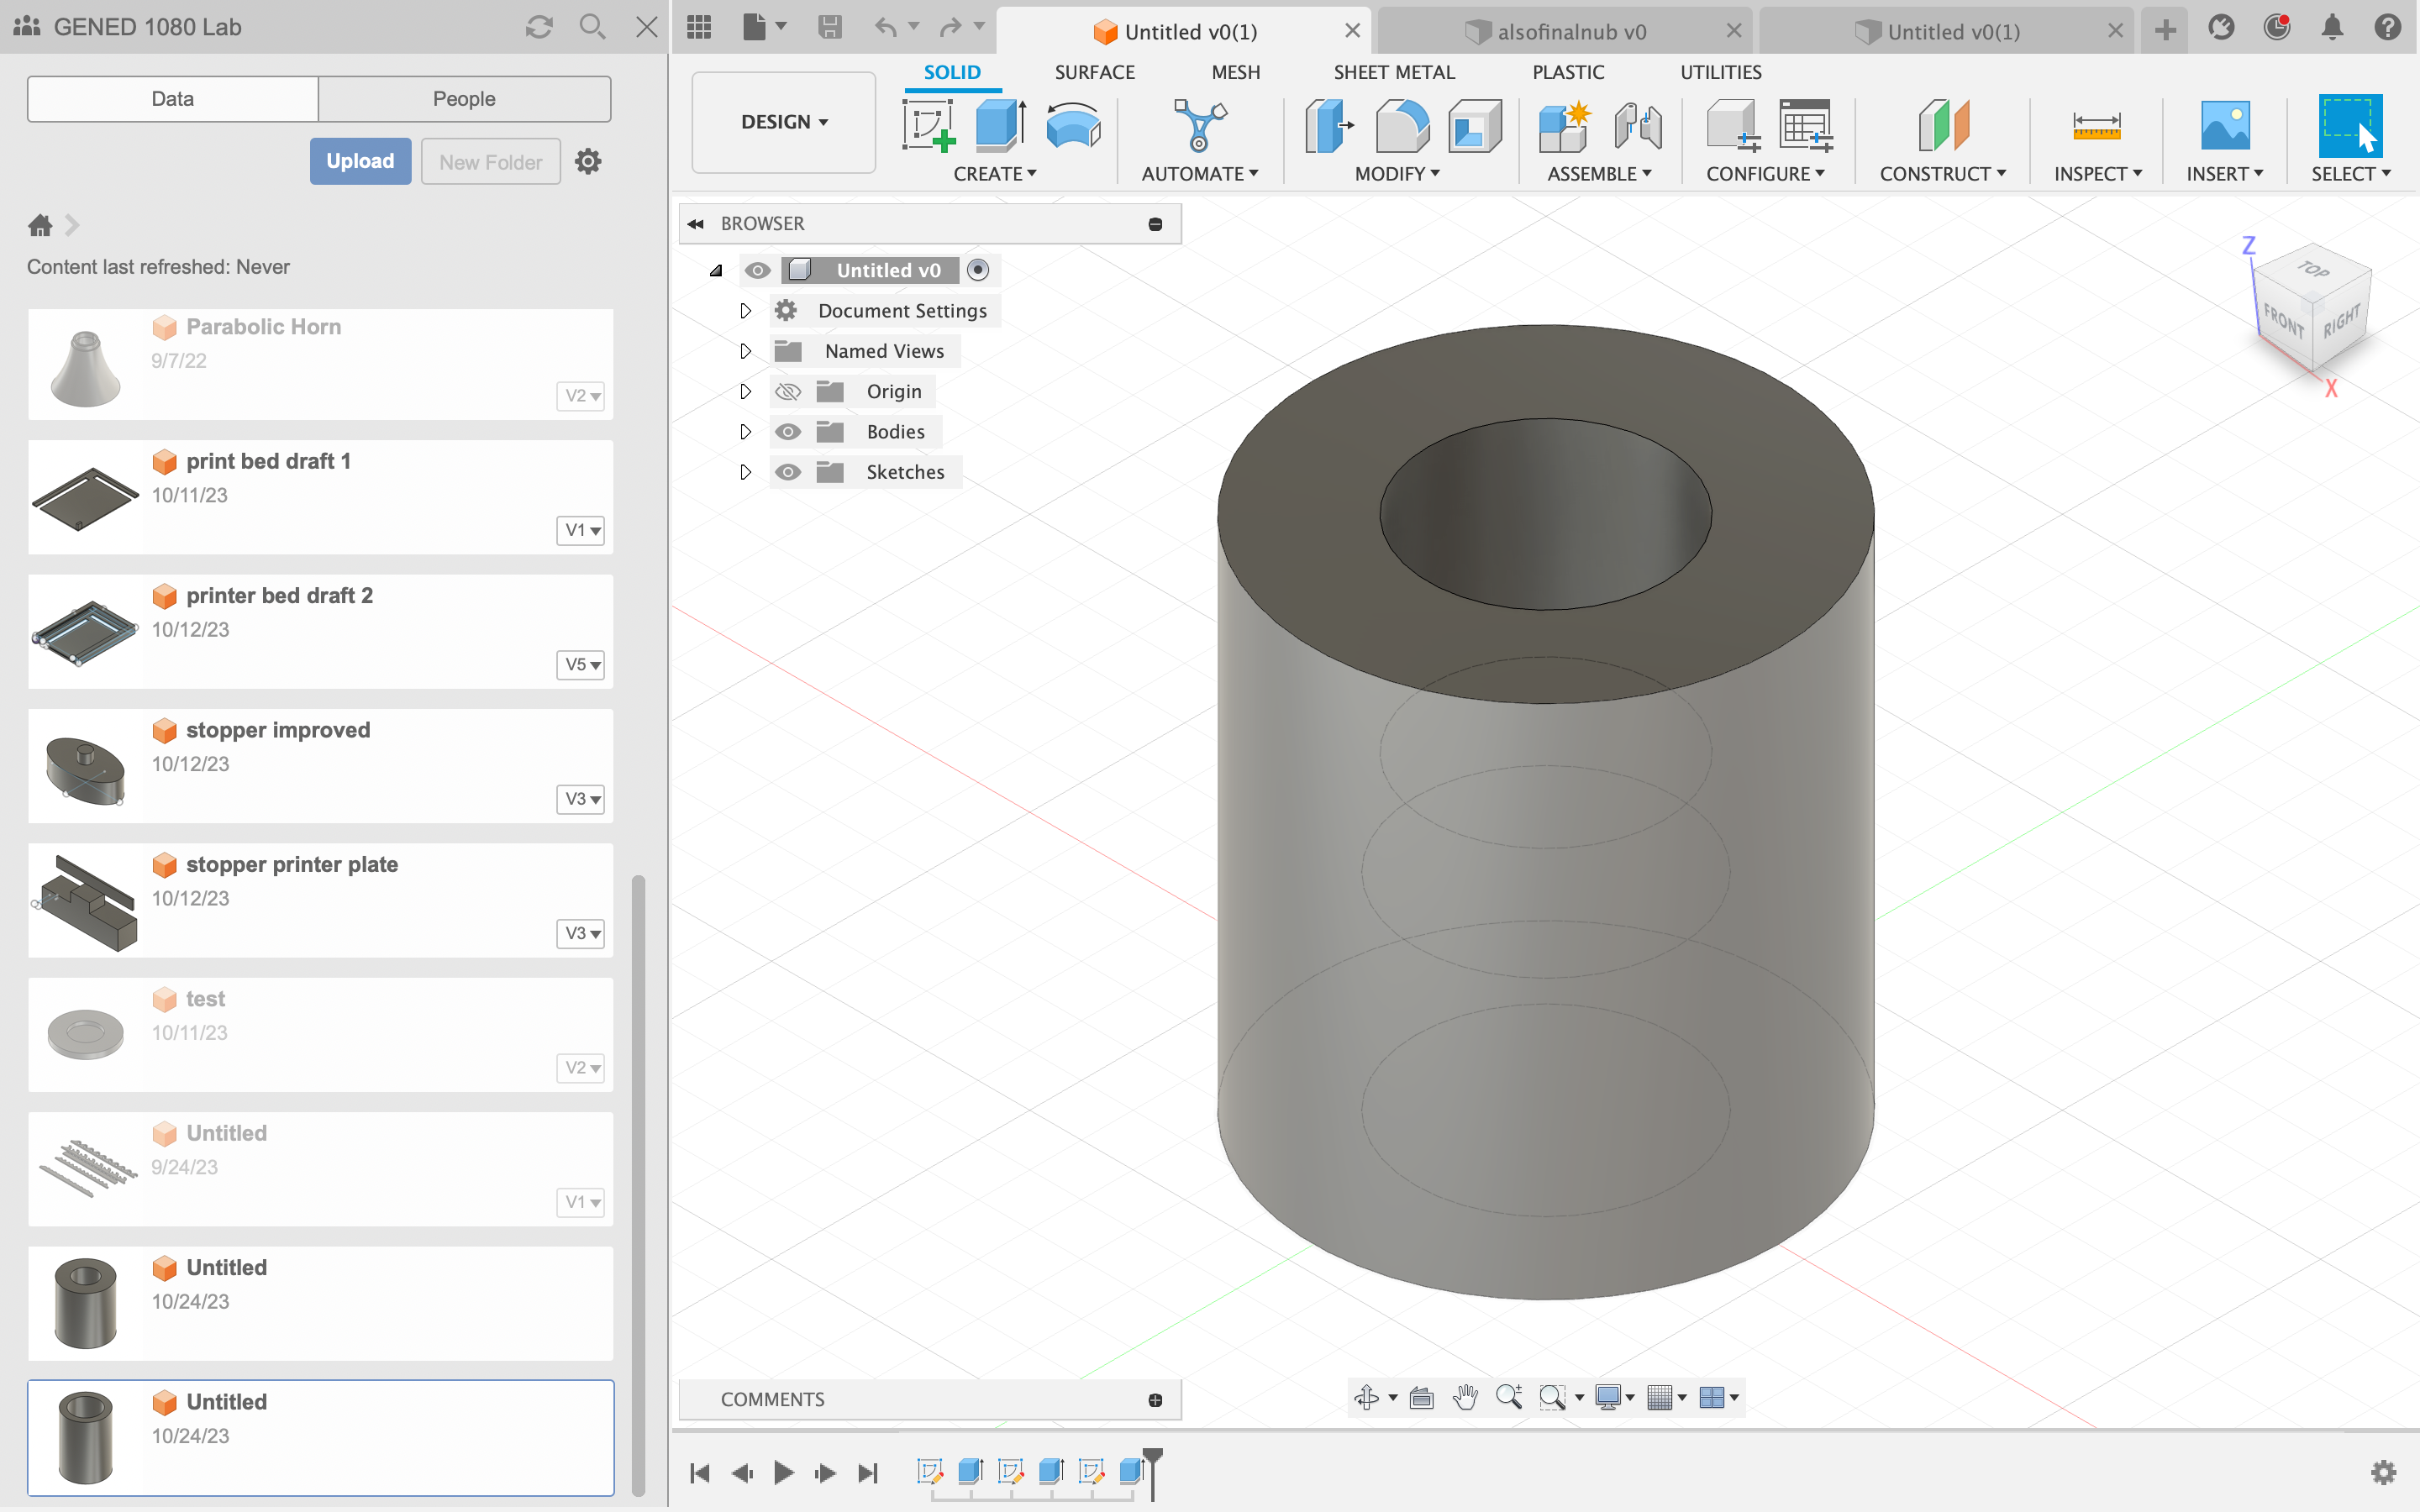 GENED 1080 Lab
Data
People
Upload
New Folder
Content last refreshed: Never
Parabolic Horn
9/7/22
V2
print bed draft 1
10/11/23
V1
printer bed draft 2
10/12/23
V5
stopper improved
10/12/23
V3
stopper printer plate
10/12/23
V3
test
10/11/23
V2
Untitled
9/24/23
V1
Untitled
10/24/23
Untitled
10/24/23
Untitled v0(1)
alsofinalnub v0
Untitled v0(1)
DESIGN
SOLID
SURFACE
MESH
SHEET METAL
PLASTIC
UTILITIES
CREATE
AUTOMATE
MODIFY
ASSEMBLE
CONFIGURE
CONSTRUCT
INSPECT
INSERT
SELECT
BROWSER
Untitled v0
Document Settings
Named Views
Origin
Bodies
Sketches
Z
TOP
FRONT
RIGHT
X
COMMENTS